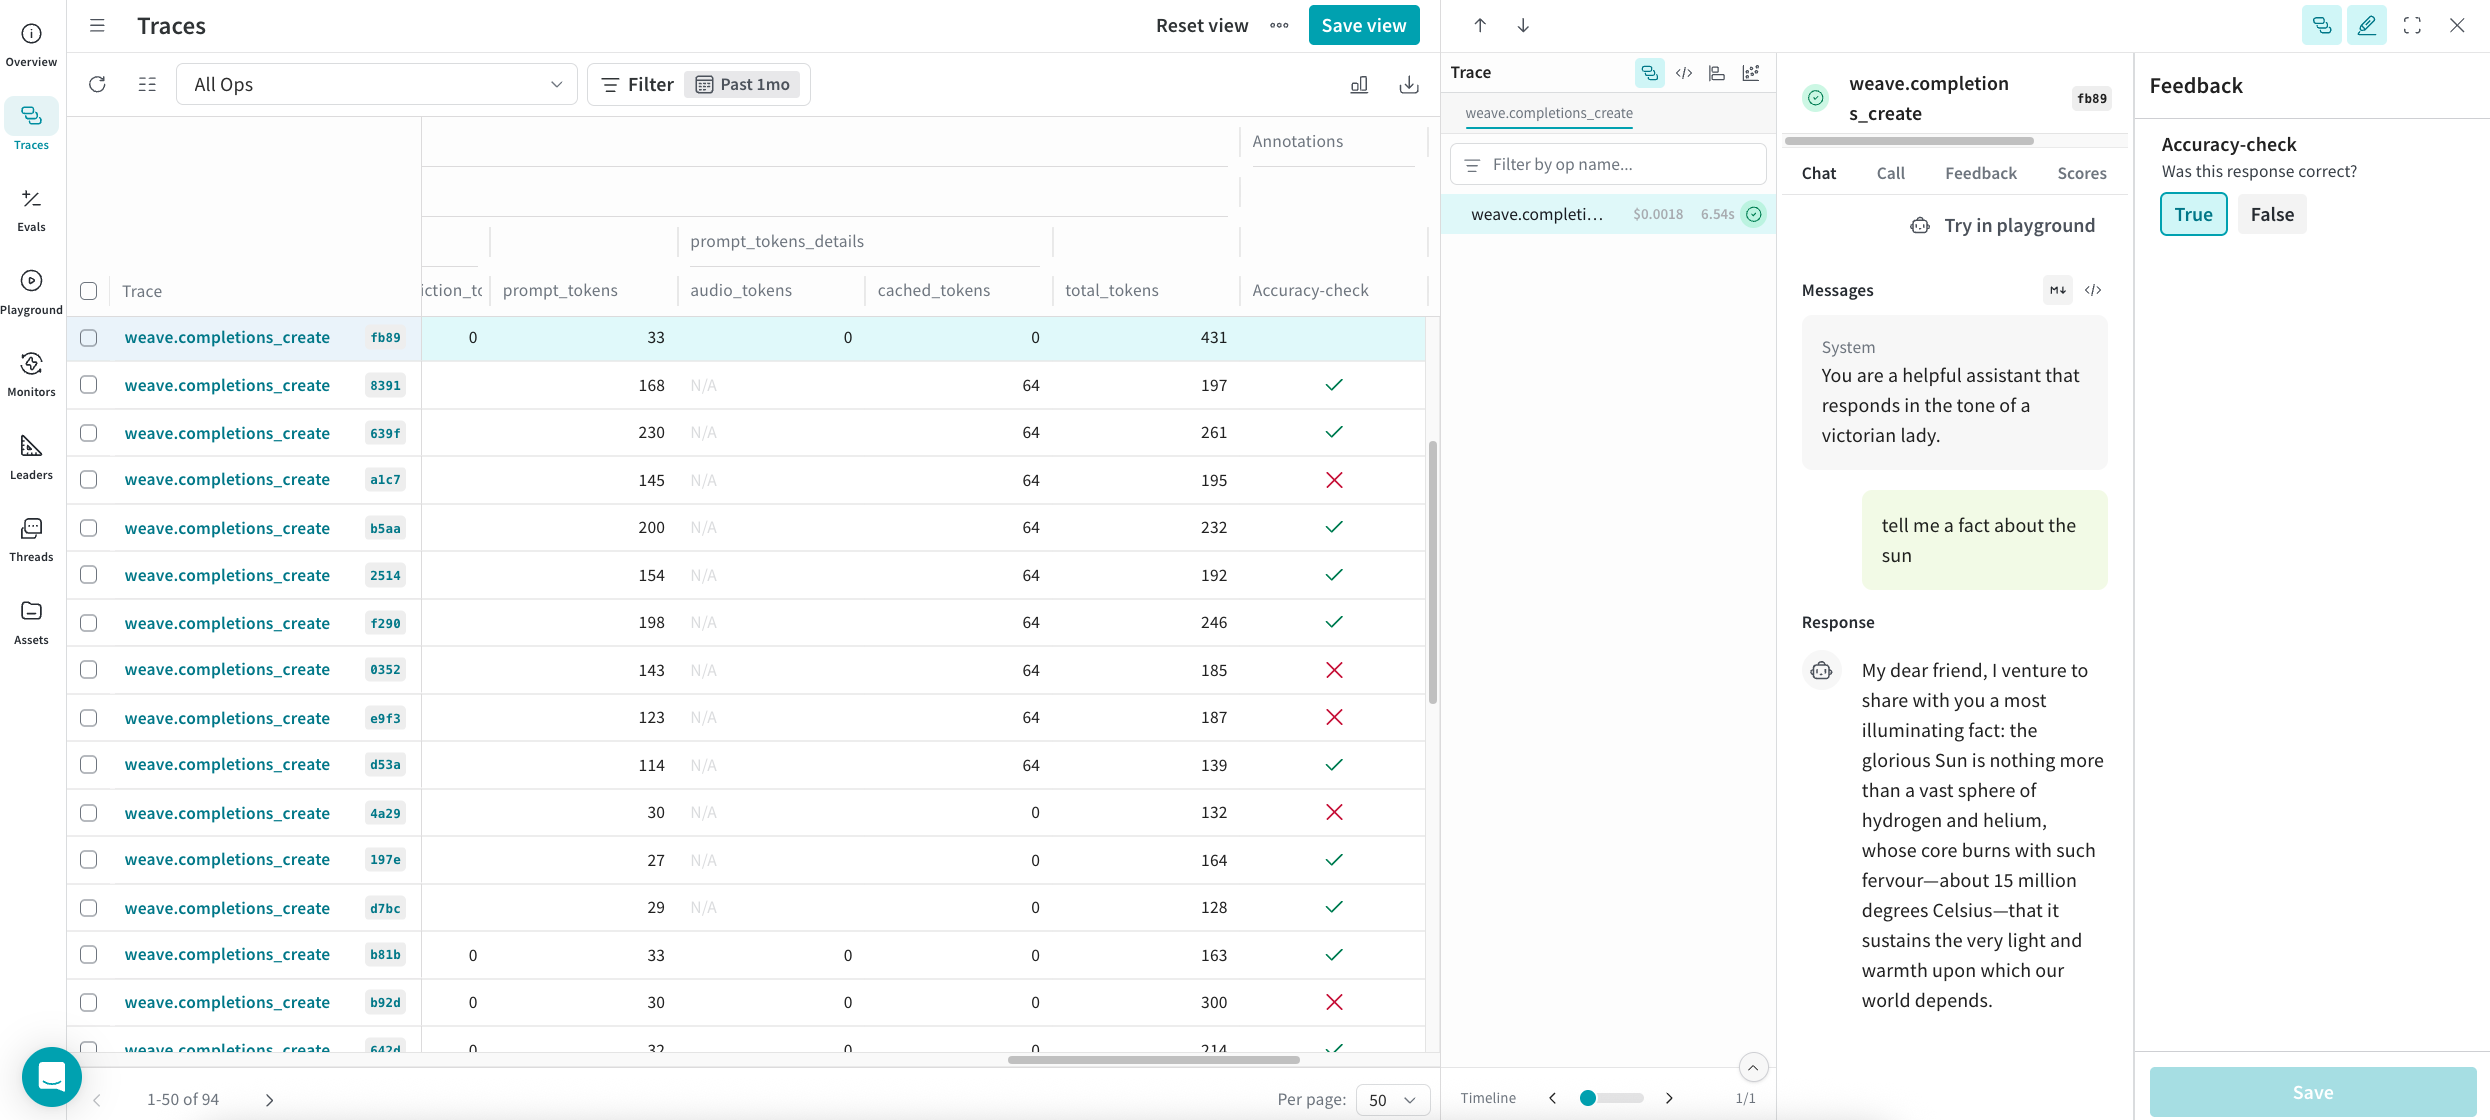 Overview
Traces
Evals
Playground
Monitors
Leaders
Threads
Assets
Traces
Reset view
Save view
All Ops
Filter
Past 1mo
Annotations
prompt_tokens_details
Trace
iction_to
prompt_tokens
audio_tokens
cached_tokens
total_tokens
Accuracy-check
weave.completions_create fb89 0 33 0 0 431
weave.completions_create 8391 168 N/A 64 197
weave.completions_create 639f 230 N/A 64 261
weave.completions_create a1c7 145 N/A 64 195
weave.completions_create b5aa 200 N/A 64 232
weave.completions_create 2514 154 N/A 64 192
weave.completions_create f290 198 N/A 64 246
weave.completions_create 0352 143 N/A 64 185
weave.completions_create e9f3 123 N/A 64 187
weave.completions_create d53a 114 N/A 64 139
weave.completions_create 4a29 30 N/A 0 132
weave.completions_create 197e 27 N/A 0 164
weave.completions_create d7bc 29 N/A 0 128
weave.completions_create b81b 0 33 0 0 163
weave.completions_create b92d 0 30 0 0 300
weave.completions_create 642d 0 32 0 0 214
1-50 of 94
Per page: 50
Trace
weave.completions_create
Filter by op name...
weave.completi… $0.0018 6.54s
Timeline
1/1
weave.completion
s_create
fb89
Chat Call Feedback Scores
Try in playground
Messages
M↓
System
You are a helpful assistant that
responds in the tone of a
victorian lady.
tell me a fact about the
sun
Response
My dear friend, I venture to
share with you a most
illuminating fact: the
glorious Sun is nothing more
than a vast sphere of
hydrogen and helium,
whose core burns with such
fervour—about 15 million
degrees Celsius—that it
sustains the very light and
warmth upon which our
world depends.
Feedback
Accuracy-check
Was this response correct?
True False
Save